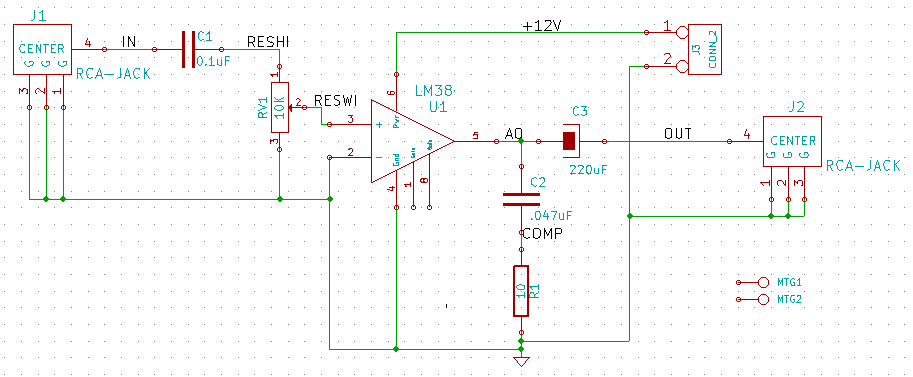 J1
CENTER
G G G
3 2 1
4
RCA-JACK
IN
C1
0.1uF
RESHI
1
RV1
10K
2
3
RESWI
LM38
U1
6
Pwr
3
+
2
-
Gnd
Gain
Gain
4
1
8
5
AO
+12V
1
2
J3
CONN_2
C3
220uF
OUT
C2
.047uF
COMP
10
R1
J2
4
CENTER
G G G
1 2 3
RCA-JACK
MTG1
MTG2